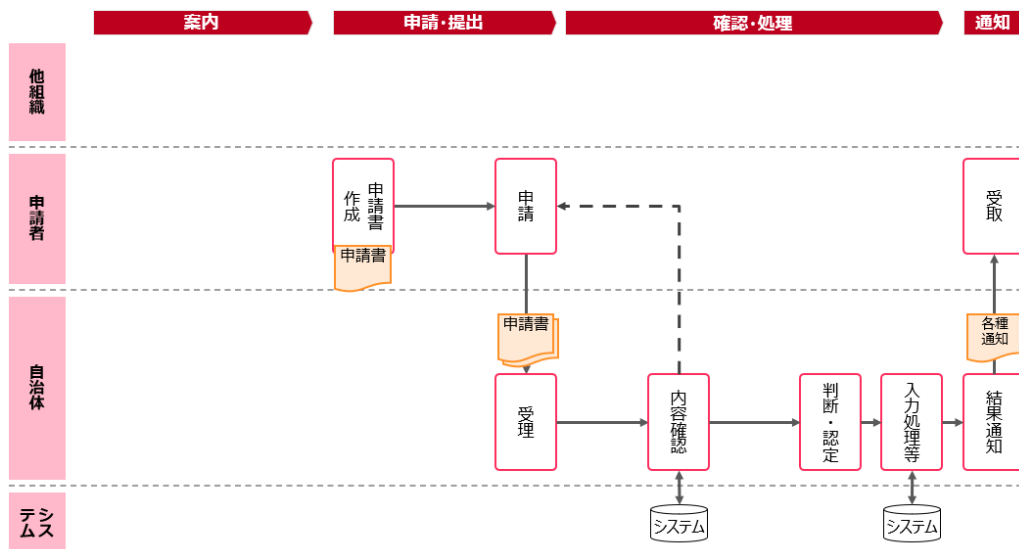 案内
申請・提出
確認・処理
通知
他組織
申請者
申請書
作成
申請書
申請
受取
自治体
申請書
受理
内容確認
判断・認定
入力処理等
各種
通知
結果通知
シス
テム
システム
システム